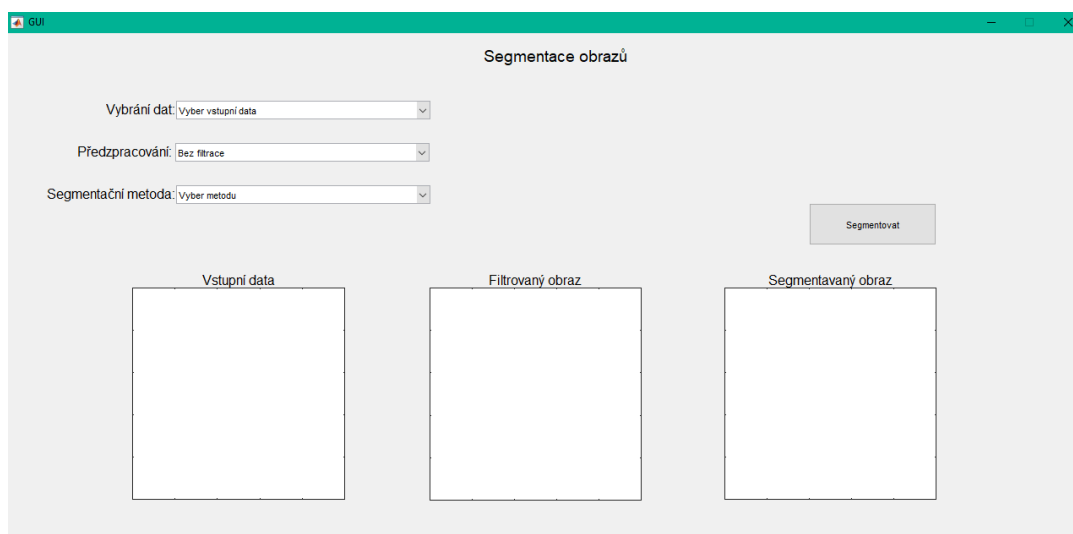 GUI
Segmentace obrazů
Vybrání dat: Vyber vstupní data
Předzpracování: Bez filtrace
Segmentační metoda: Vyber metodu
Segmentovat
Vstupní data
Filtrovaný obraz
Segmentavaný obraz